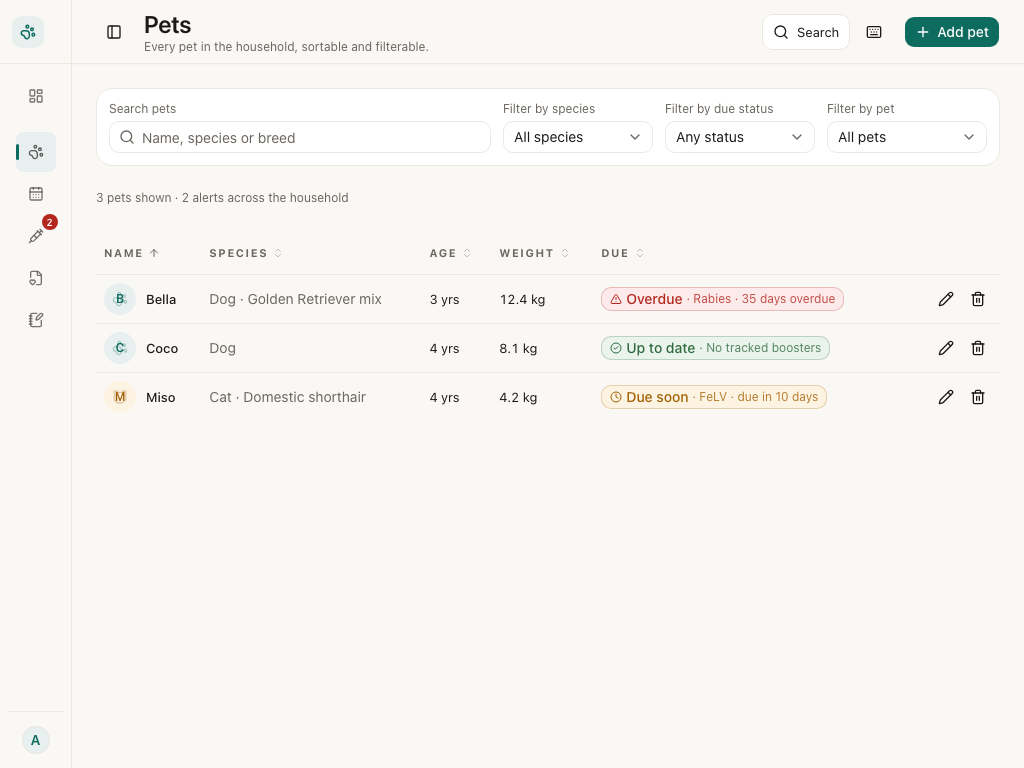 Pets
Every pet in the household, sortable and filterable.
Search
Add pet
Search pets
Name, species or breed
Filter by species
All species
Filter by due status
Any status
Filter by pet
All pets
2
3 pets shown · 2 alerts across the household
NAME SPECIES AGE WEIGHT DUE
B Bella Dog · Golden Retriever mix 3 yrs 12.4 kg Overdue · Rabies · 35 days overdue
C Coco Dog 4 yrs 8.1 kg Up to date · No tracked boosters
M Miso Cat · Domestic shorthair 4 yrs 4.2 kg Due soon · FeLV · due in 10 days
A